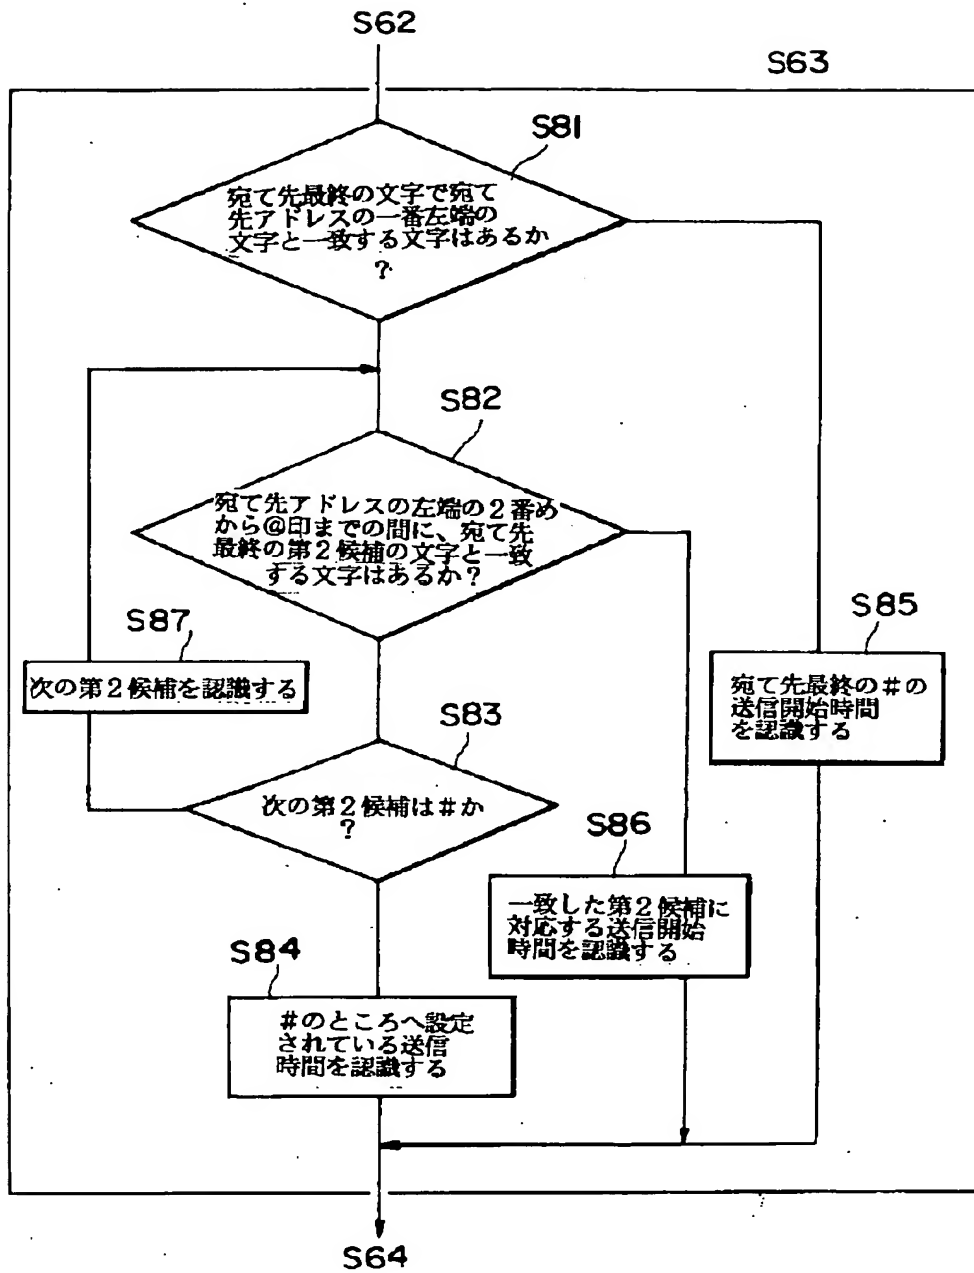 S62
S63
S81
宛て先最終の文字で宛て
先アドレスの一番左端の
文字と一致する文字はあるか
?
S82
宛て先アドレスの左端の2番め
から@印までの間に、宛て先
最終の第2候補の文字と一致
する文字はあるか?
S87
次の第2候補を認識する
S85
宛て先最終の#の
送信開始時間
を認識する
S83
次の第2候補は#か
?
S86
一致した第2候補に
対応する送信開始
時間を認識する
S84
#のところへ設定
されている送信
時間を認識する
S64